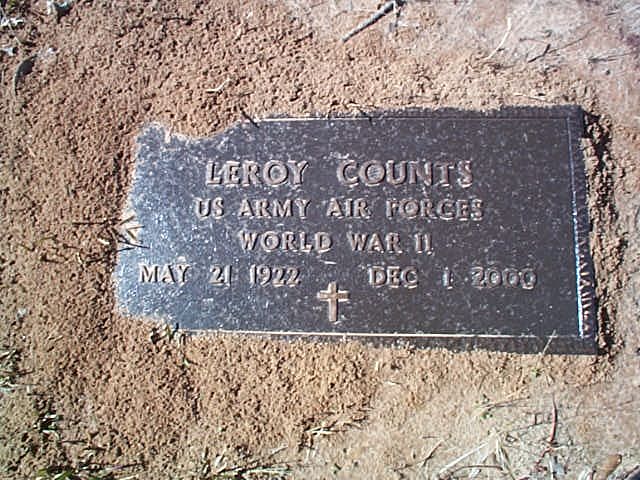 LEROY COUNTS
US ARMY AIR FORCES
WORLD WAR II
MAY 21 1922 DEC 1 2000